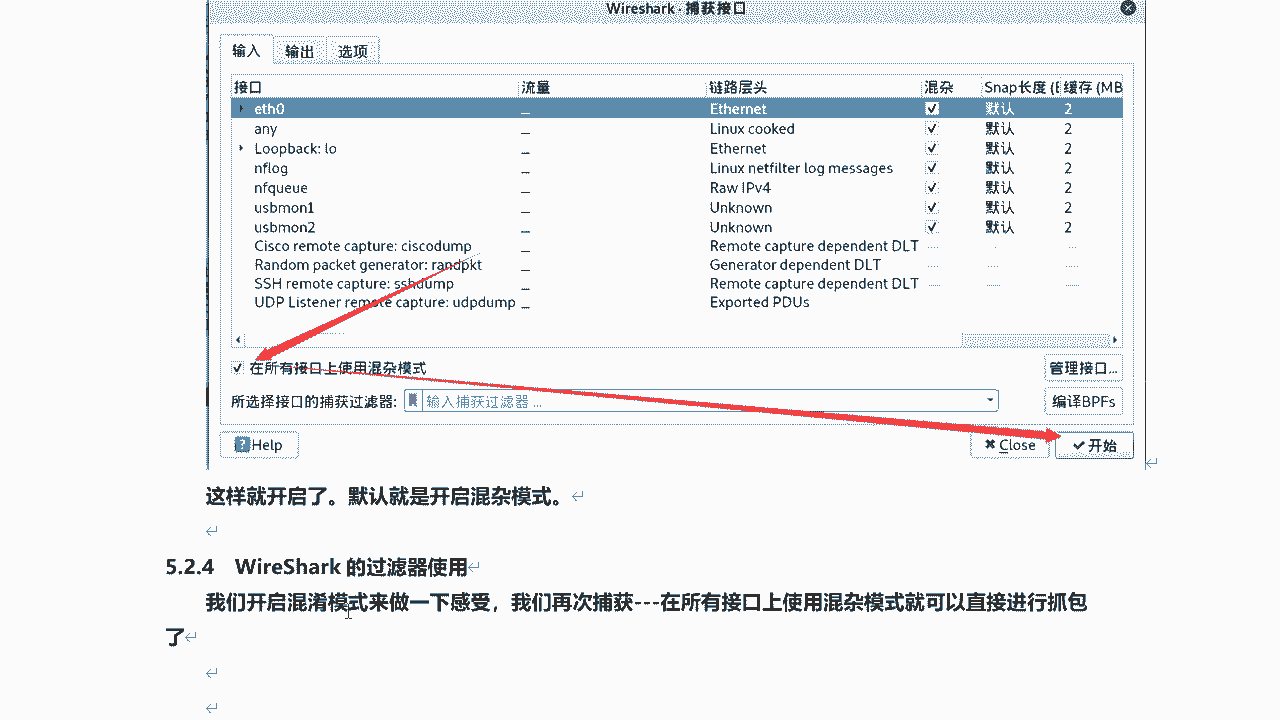 Wireshark · 捕获接口
输入 输出 选项
接口 流量 链路层头 混杂 Snap长度 (E 缓存 (MB
eth0 Ethernet 默认 2
any Linux cooked 默认 2
Loopback: lo Ethernet 默认 2
nflog Linux netfilter log messages 默认 2
nfqueue Raw IPv4 默认 2
usbmon1 Unknown 默认 2
usbmon2 Unknown 默认 2
Cisco remote capture: ciscodump Remote capture dependent DLT
Random packet generator: randpkt Generator dependent DLT
SSH remote capture: sshdump Remote capture dependent DLT
UDP Listener remote capture: udpdump Exported PDUs
在所有接口上使用混杂模式 管理接口...
所选择接口的捕获过滤器: 输入捕获过滤器 ... 编译BPFs
Help Close 开始
这样就开启了。默认就是开启混杂模式。
5.2.4 WireShark 的过滤器使用
我们开启混淆模式来做一下感受，我们再次捕获---在所有接口上使用混杂模式就可以直接进行抓包
了